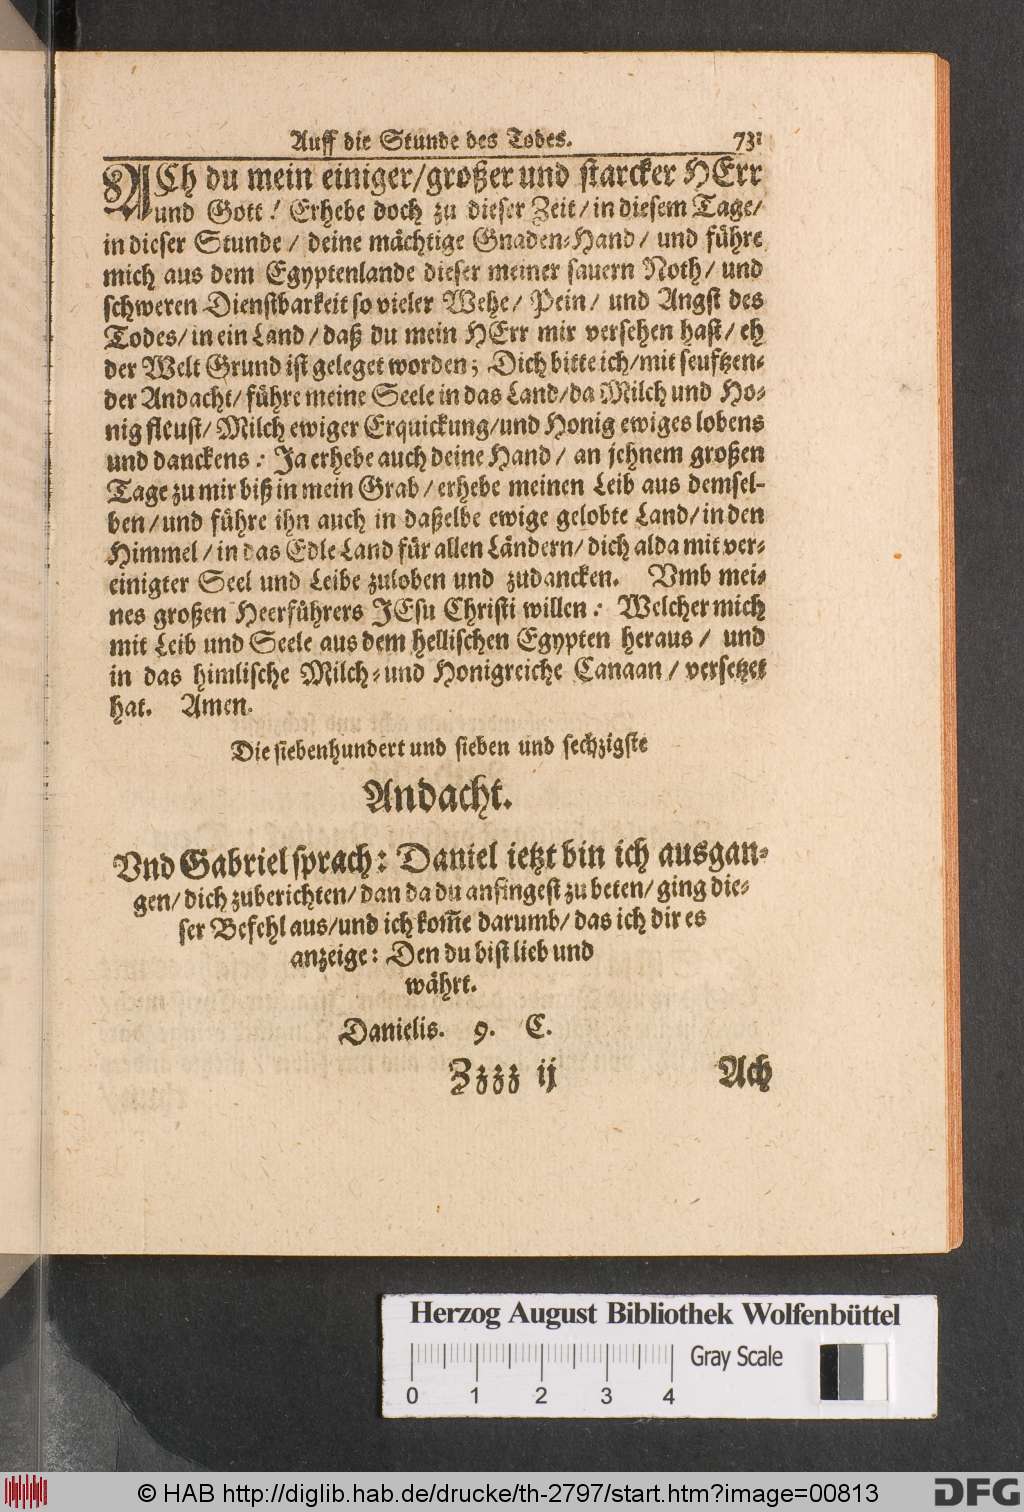 Auff die Stunde des Todes. 731
ACh du mein einiger/großer und starcker HErr
und Gott! Erhebe doch zu dieser Zeit/in diesem Tage/
in dieser Stunde/ deine mächtige Gnaden-Hand/ und führe
mich aus dem Egyptenlande dieser meiner sauern Noth/ und
schweren Dienstbarkeit so vieler Wehe/ Pein/ und Angst des
Todes/in ein Land/daß du mein HErr mir versehen hast/ eh
der Welt Grund ist geleget worden; Dich bitte ich/mit seuftzen-
der Andacht/führe meine Seele in das Land/da Milch und Ho-
nig fleust/Milch ewiger Erquickung/und Honig ewiges lobens
und danckens: Ja erhebe auch deine Hand/ an jehnem großen
Tage zu mir biß in mein Grab/erhebe meinen Leib aus demsel-
ben/und führe ihn auch in daßelbe ewige gelobte Land/in den
Himmel/in das Edle Land für allen Ländern/dich alda mit ver-
einigter Seel und Leibe zuloben und zudancken. Vmb mei-
nes großen Heerführers JEsu Christi willen: Welcher mich
mit Leib und Seele aus dem hellischen Egypten heraus/ und
in das himlische Milch-und Honigreiche Canaan/versetzet
hat. Amen.
Die siebenhundert und sieben und sechzigste
Andacht.
Vnd Gabriel sprach: Daniel ietzt bin ich ausgan-
gen/dich zuberichten/dan da du anfingest zu beten/ging die-
ser Befehl aus/und ich kom̄e darumb/das ich dir es
anzeige: Den du bist lieb und
währt.
Danielis. 9. C.
Zzzz ij Ach
Herzog August Bibliothek Wolfenbüttel
Gray Scale
0 1 2 3 4
© HAB http://diglib.hab.de/drucke/th-2797/start.htm?image=00813
DFG